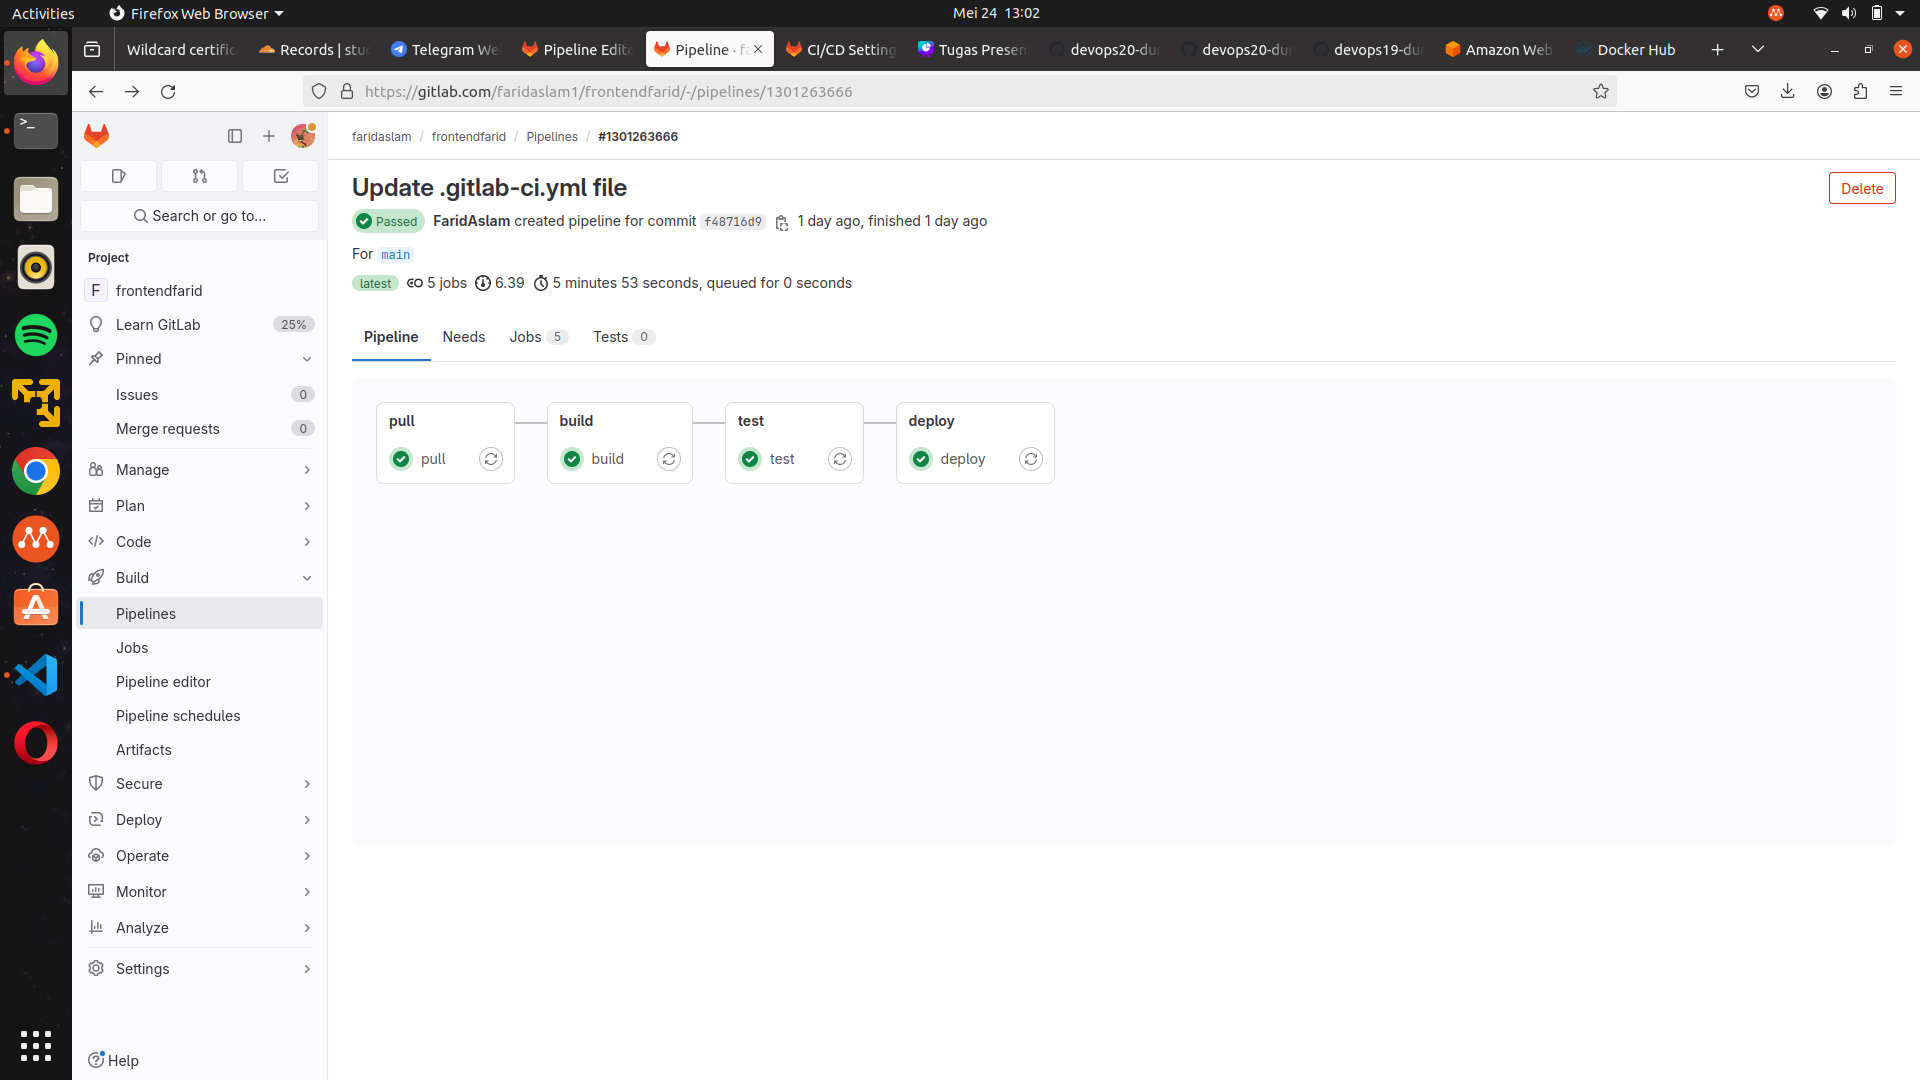 Activities
Firefox Web Browser
Mei 24 13:02
Wildcard certific
Records | stu
Telegram We
Pipeline Edit
Pipeline · fa
CI/CD Setting
Tugas Presen
devops20-du
devops20-du
devops19-du
Amazon Web
Docker Hub
https://gitlab.com/faridaslam1/frontendfarid/-/pipelines/1301263666
Search or go to...
Project
F frontendfarid
Learn GitLab 25%
Pinned
Issues 0
Merge requests 0
Manage
Plan
Code
Build
Pipelines
Jobs
Pipeline editor
Pipeline schedules
Artifacts
Secure
Deploy
Operate
Monitor
Analyze
Settings
Help
faridaslam / frontendfarid / Pipelines / #1301263666
Update .gitlab-ci.yml file
Delete
Passed FaridAslam created pipeline for commit f48716d9 1 day ago, finished 1 day ago
For main
latest 5 jobs 6.39 5 minutes 53 seconds, queued for 0 seconds
Pipeline Needs Jobs 5 Tests 0
pull build test deploy
pull build test deploy